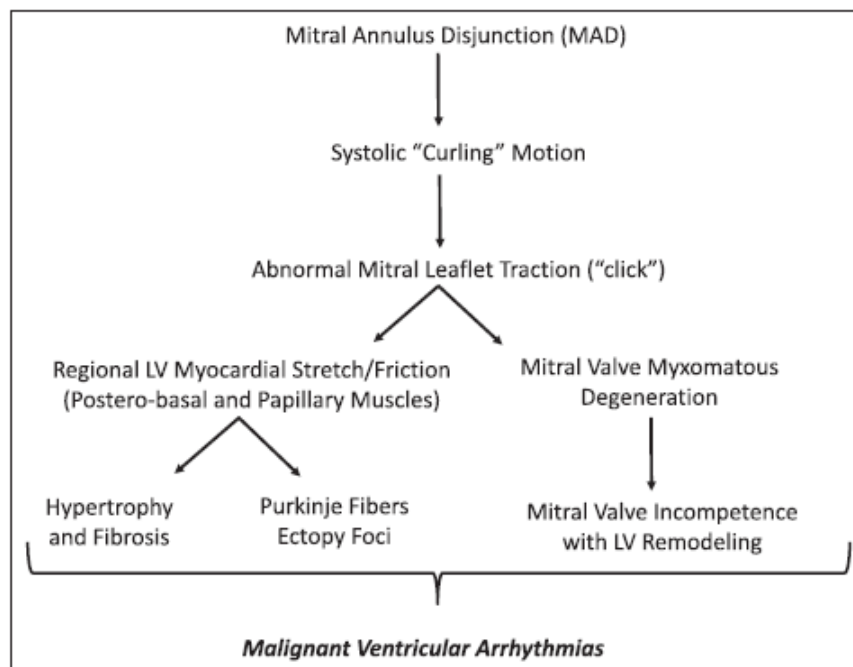 Mitral Annulus Disjunction (MAD)
Systolic “Curling” Motion
Abnormal Mitral Leaflet Traction (“click”)
Regional LV Myocardial Stretch/Friction
(Postero-basal and Papillary Muscles)
Mitral Valve Myxomatous
Degeneration
Hypertrophy
and Fibrosis
Purkinje Fibers
Ectopy Foci
Mitral Valve Incompetence
with LV Remodeling
Malignant Ventricular Arrhythmias